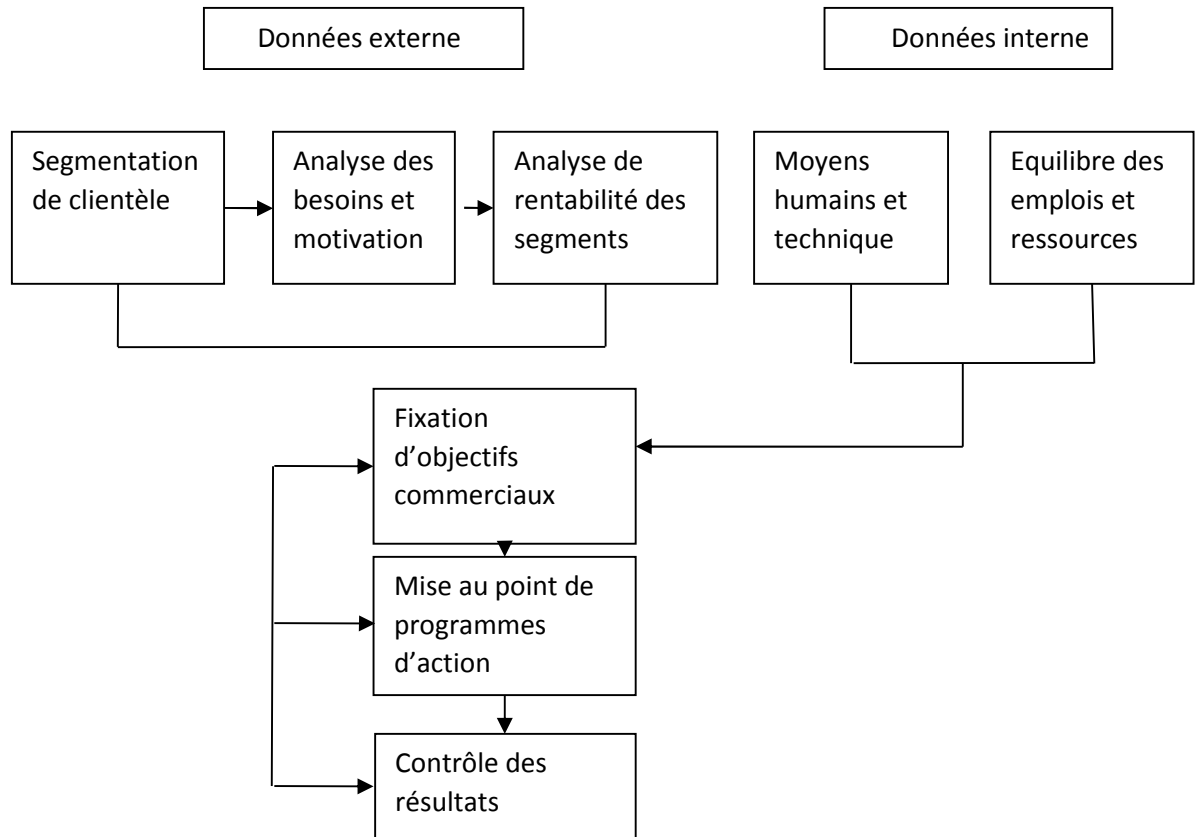 Données externe
Données interne
Segmentation
de clientèle
Analyse des
besoins et
motivation
Analyse de
rentabilité des
segments
Moyens
humains et
technique
Equilibre des
emplois et
ressources
Fixation
d’objectifs
commerciaux
Mise au point de
programmes
d’action
Contrôle des
résultats